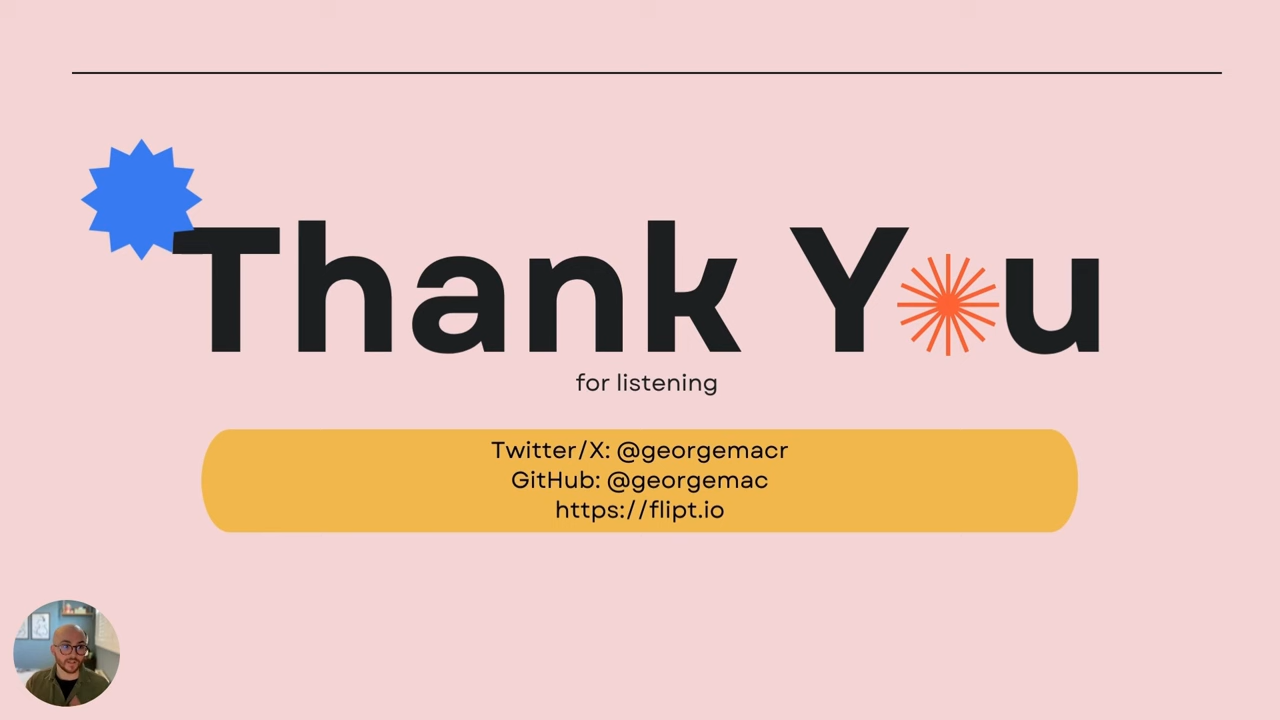 Thank You
for listening
Twitter/X: @georgemacr
GitHub: @georgemac
https://flipt.io